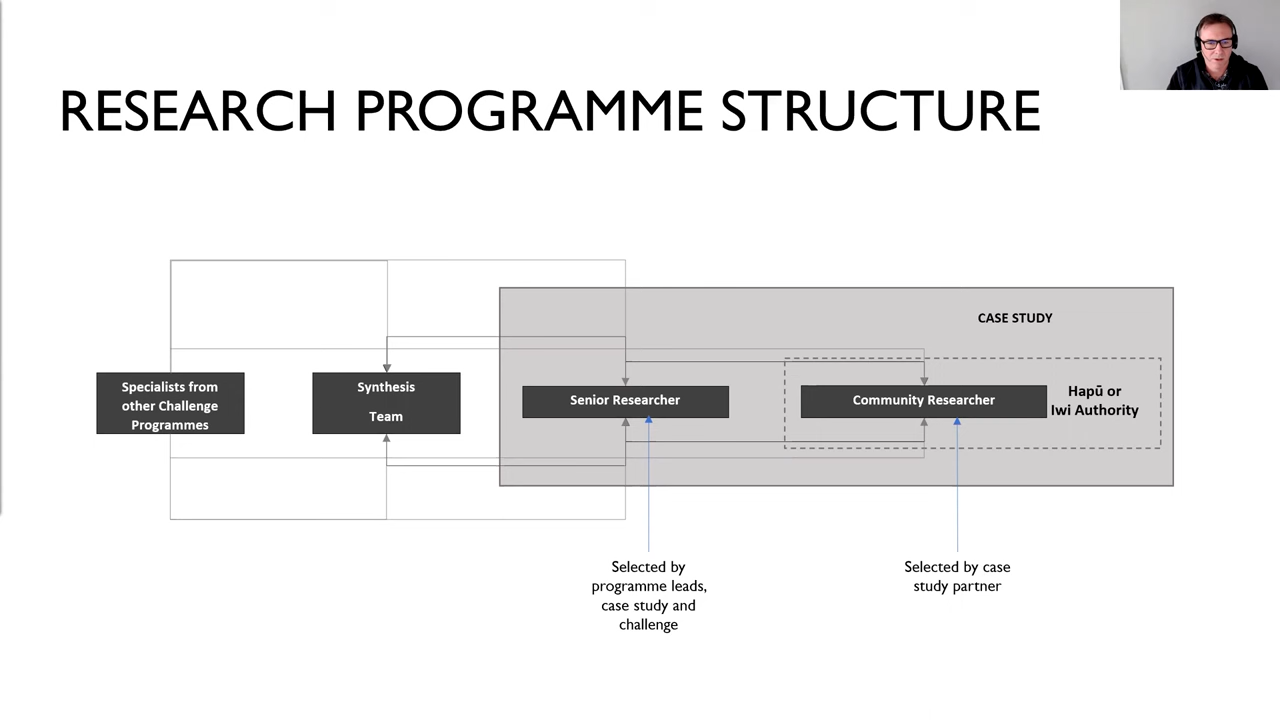 RESEARCH PROGRAMME STRUCTURE
CASE STUDY
Specialists from
other Challenge
Programmes
Synthesis
Team
Senior Researcher
Community Researcher
Hapū or
Iwi Authority
Selected by
programme leads,
case study and
challenge
Selected by case
study partner